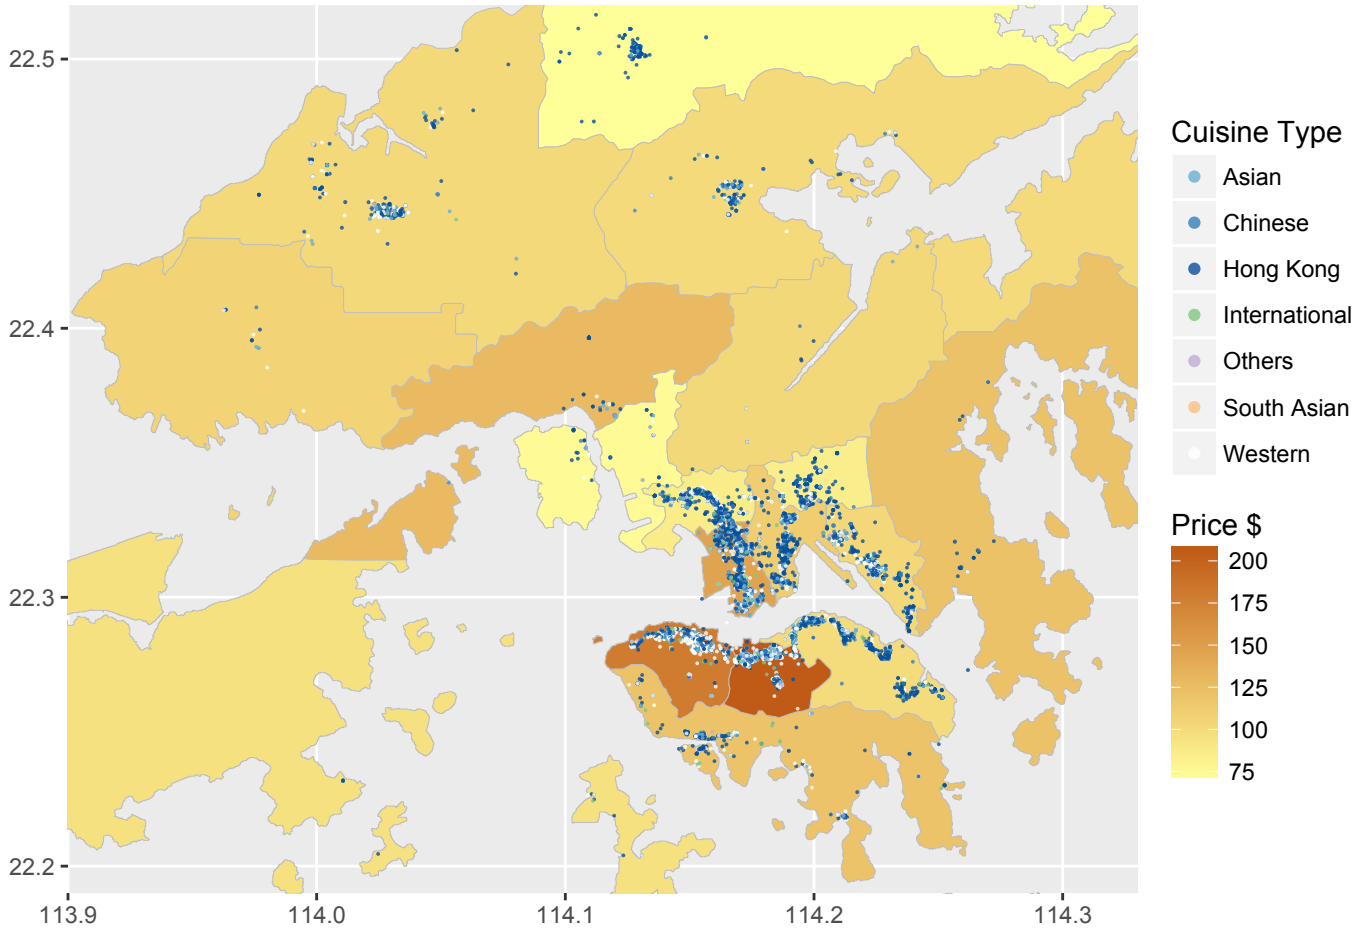 22.5
22.4
22.3
22.2
113.9
114.0
114.1
114.2
114.3
Cuisine Type
Asian
Chinese
Hong Kong
International
Others
South Asian
Western
Price $
200
175
150
125
100
75